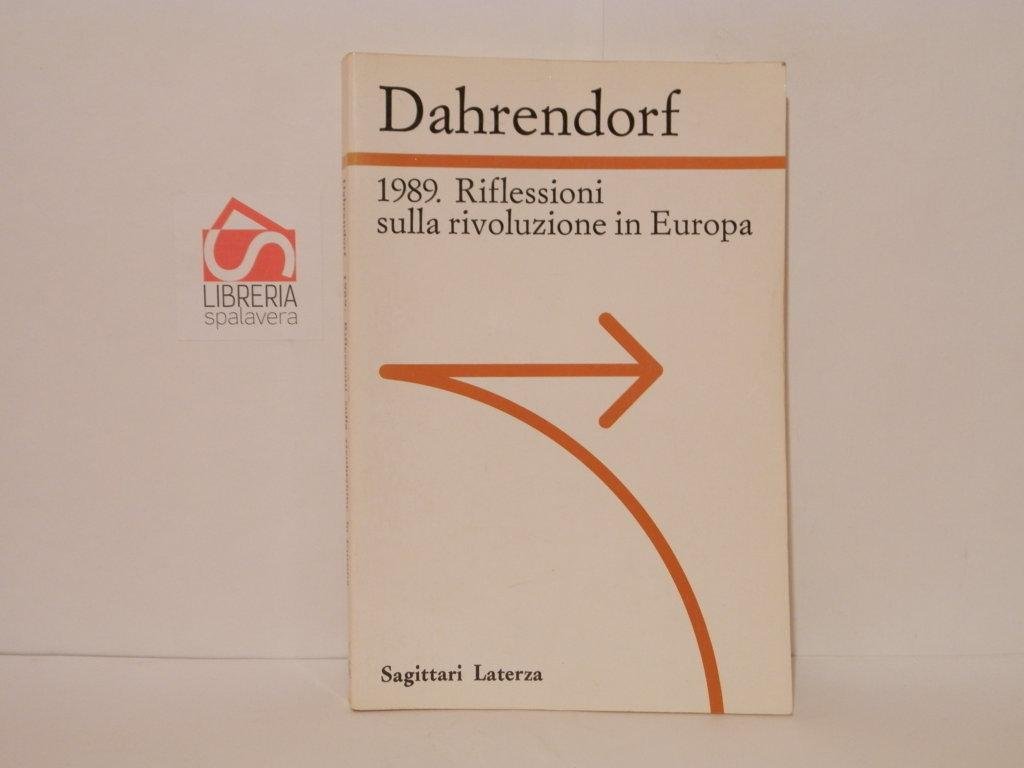 Dahrendorf
1989. Riflessioni
sulla rivoluzione in Europa
LIBRERIA
spalavera
Sagittari Laterza